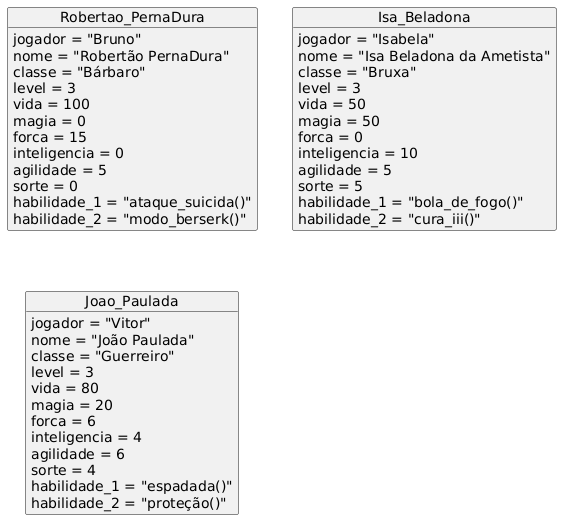 Robertao_PernaDura
jogador = "Bruno"
nome = "Robertão PernaDura"
classe = "Bárbaro"
level = 3
vida = 100
magia = 0
forca = 15
inteligencia = 0
agilidade = 5
sorte = 0
habilidade_1 = "ataque_suicida()"
habilidade_2 = "modo_berserk()"
Isa_Beladona
jogador = "Isabela"
nome = "Isa Beladona da Ametista"
classe = "Bruxa"
level = 3
vida = 50
magia = 50
forca = 0
inteligencia = 10
agilidade = 5
sorte = 5
habilidade_1 = "bola_de_fogo()"
habilidade_2 = "cura_iii()"
Joao_Paulada
jogador = "Vitor"
nome = "João Paulada"
classe = "Guerreiro"
level = 3
vida = 80
magia = 20
forca = 6
inteligencia = 4
agilidade = 6
sorte = 4
habilidade_1 = "espadada()"
habilidade_2 = "proteção()"